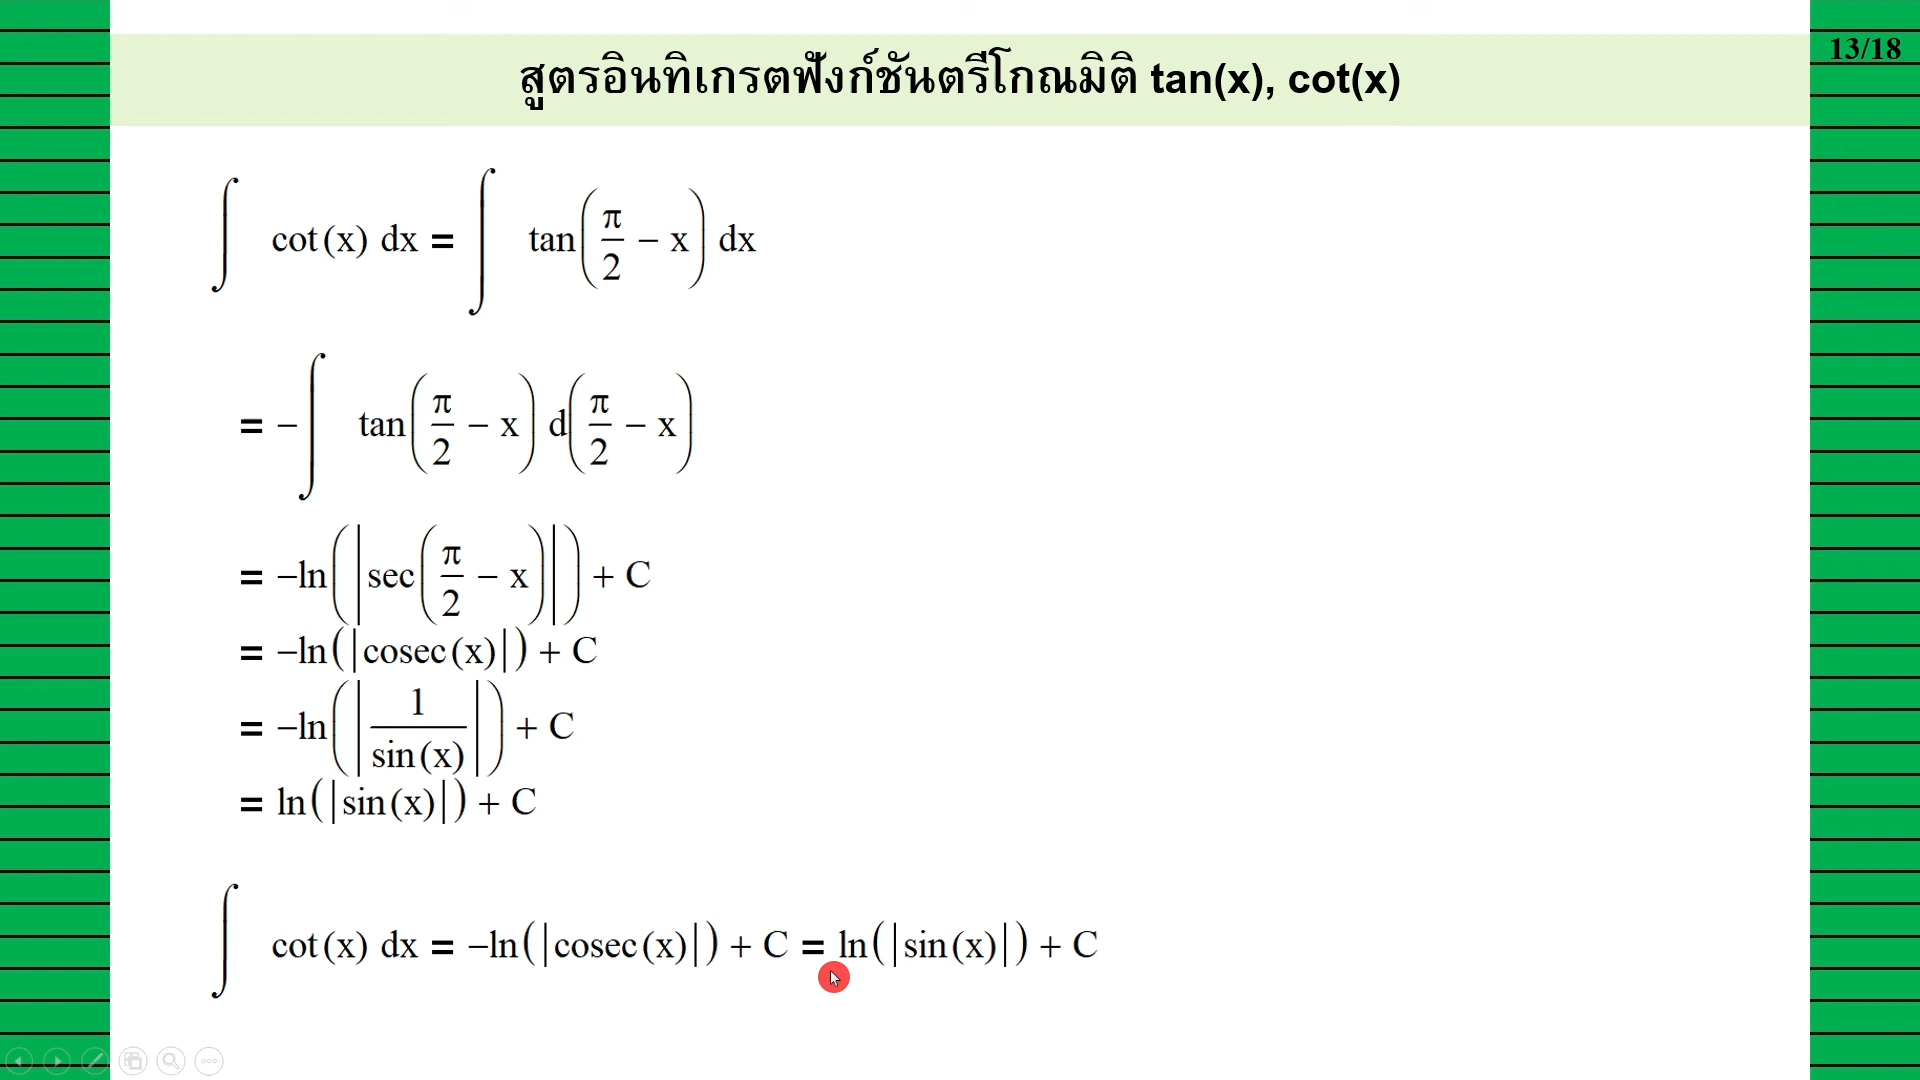 สูตรอินทิเกรตฟังก์ชันตรีโกณมิติ tan(x), cot(x)
13/18
∫ cot(x) dx = ∫ tan(π/2 − x) dx
= −∫ tan(π/2 − x) d(π/2 − x)
= −ln(|sec(π/2 − x)|) + C
= −ln(|cosec(x)|) + C
= −ln(|1/sin(x)|) + C
= ln(|sin(x)|) + C
∫ cot(x) dx = −ln(|cosec(x)|) + C = ln(|sin(x)|) + C